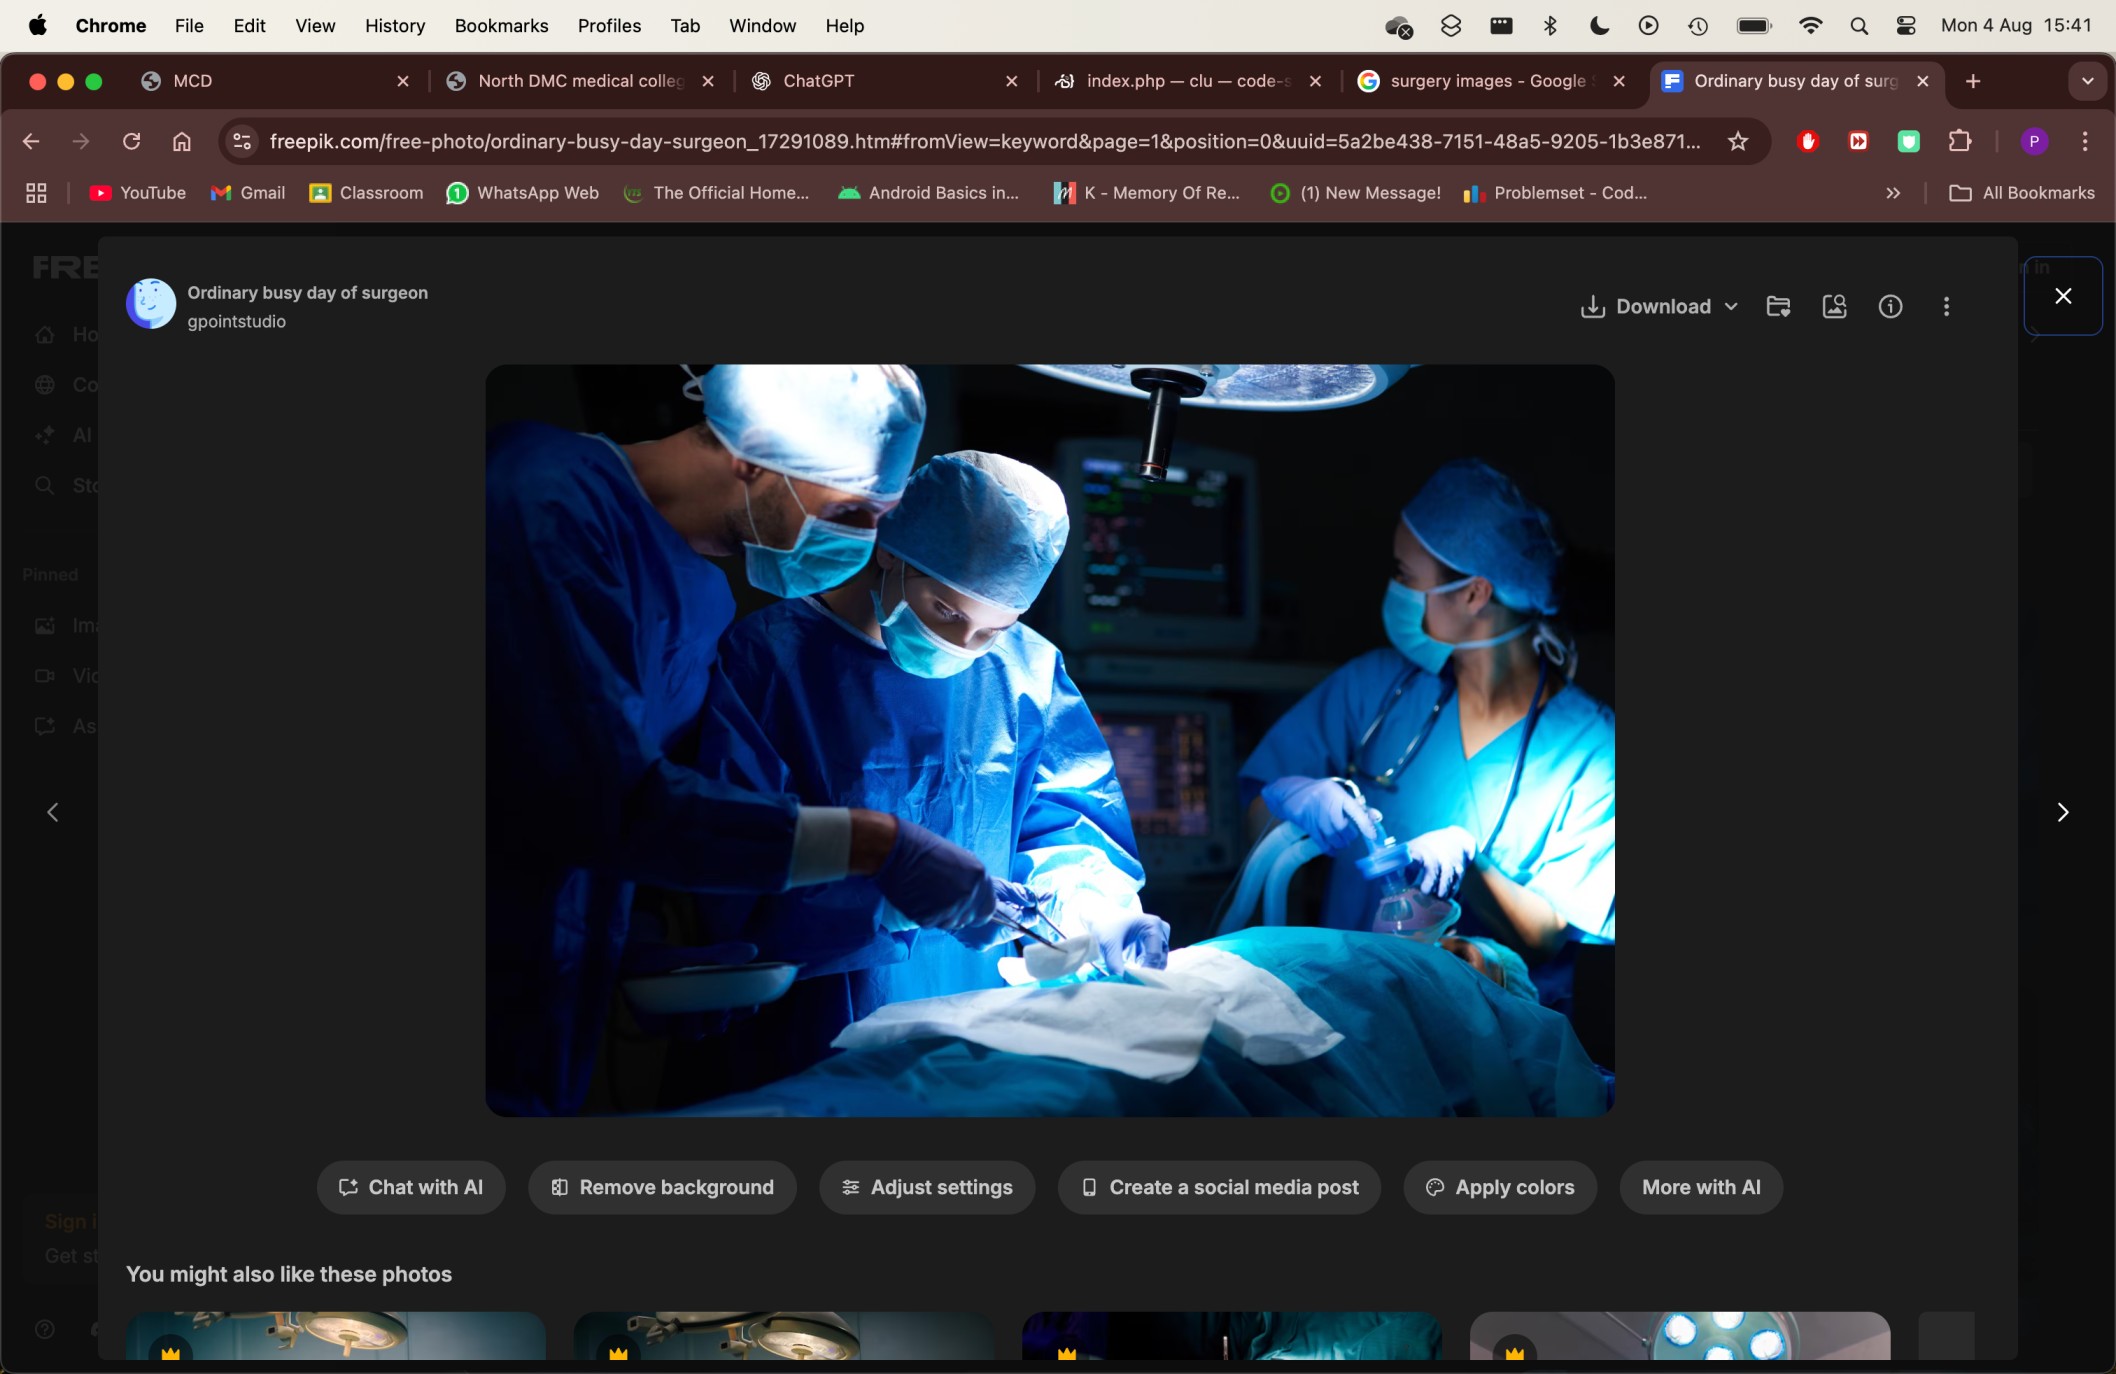 Chrome File Edit View History Bookmarks Profiles Tab Window Help Mon 4 Aug 15:41
MCD North DMC medical colleg ChatGPT index.php — clu — code-s surgery images - Google S Ordinary busy day of surg
freepik.com/free-photo/ordinary-busy-day-surgeon_17291089.htm#fromView=keyword&page=1&position=0&uuid=5a2be438-7151-48a5-9205-1b3e871...
P
YouTube Gmail Classroom WhatsApp Web The Official Home... Android Basics in... K - Memory Of Re... (1) New Message! Problemset - Cod... All Bookmarks
FRE
Ordinary busy day of surgeon
gpointstudio
Download
Ho
Co
AI
Sto
Pinned
Ima
Vid
As
Chat with AI Remove background Adjust settings Create a social media post Apply colors More with AI
Sign i
Get st
You might also like these photos